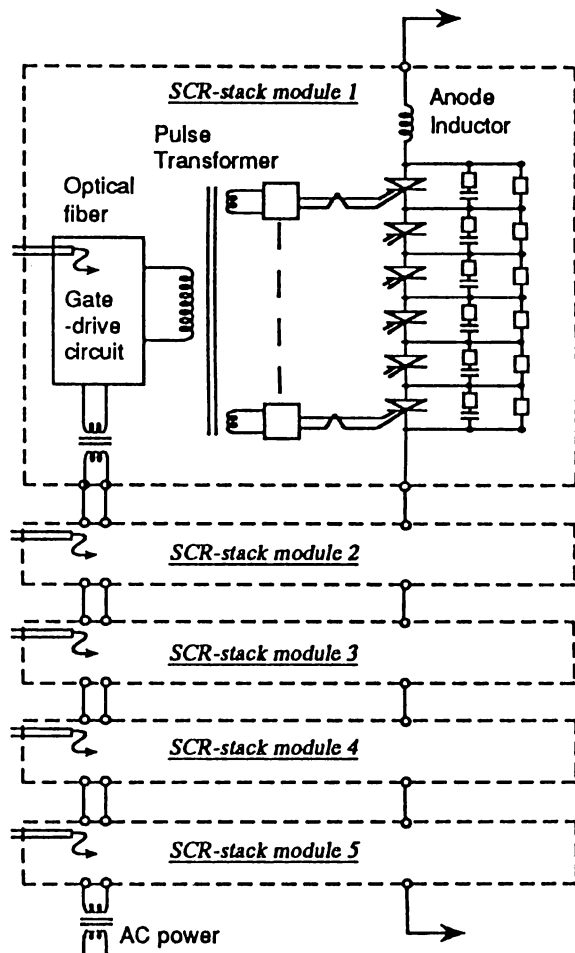 SCR-stack module 1
Anode
Inductor
Pulse
Transformer
Optical
fiber
Gate
-drive
circuit
SCR-stack module 2
SCR-stack module 3
SCR-stack module 4
SCR-stack module 5
AC power